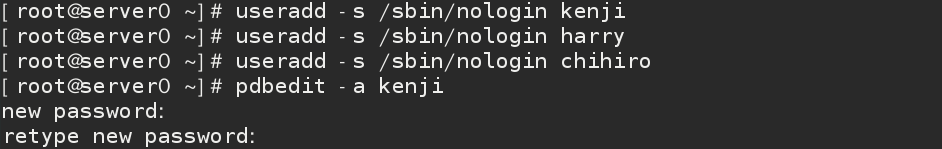 [root@server0 ~]# useradd -s /sbin/nologin kenji
[root@server0 ~]# useradd -s /sbin/nologin harry
[root@server0 ~]# useradd -s /sbin/nologin chihiro
[root@server0 ~]# pdbedit -a kenji
new password:
retype new password: